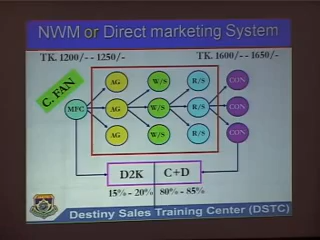 NWM or Direct marketing System
TK. 1200/- - 1250/-
TK. 1600/- - 1650/-
C. FAN
AG W/S R/S CON
MFC AG W/S R/S CON
AG W/S R/S CON
D2K C+D
15% - 20% 80% - 85%
Destiny Sales Training Center (DSTC)